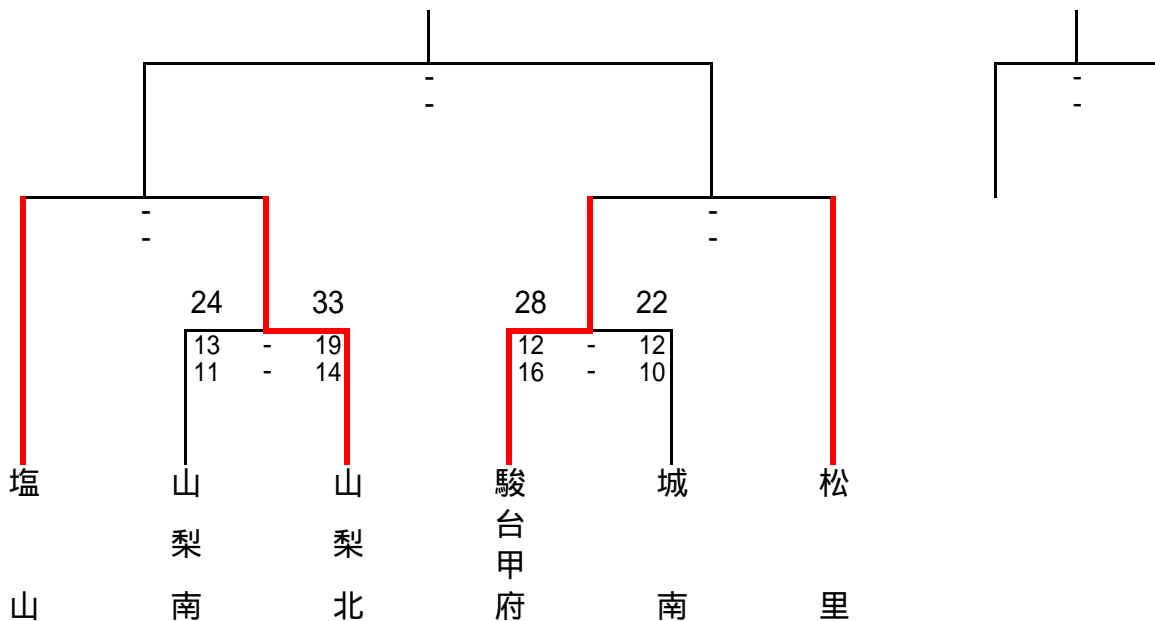 - -
- -
- -
- -
24 33 28 22
13 - 19 12 - 12
11 - 14 16 - 10
塩山
山梨南
山梨北
駿台甲府
城南
松里